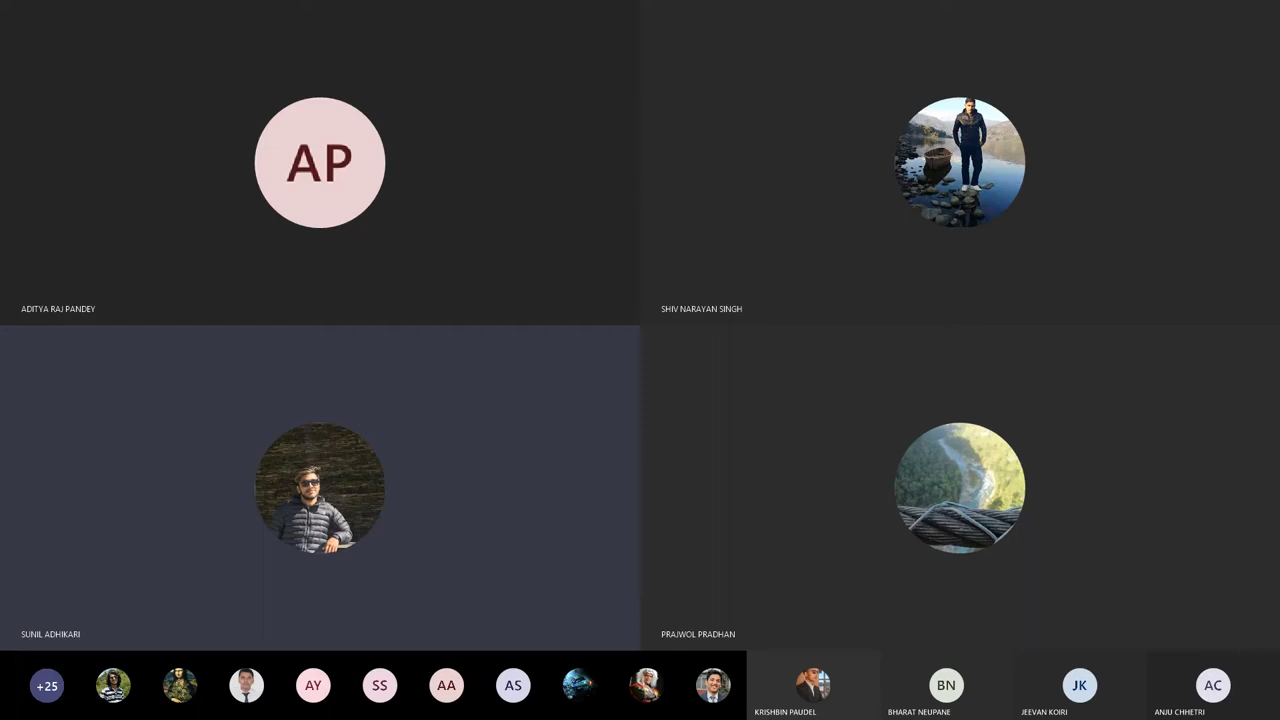 AP
ADITYA RAJ PANDEY
SHIV NARAYAN SINGH
SUNIL ADHIKARI
PRAJWOL PRADHAN
+25
AY
SS
AA
AS
KRISHBIN PAUDEL
BN
BHARAT NEUPANE
JK
JEEVAN KOIRI
AC
ANJU CHHETRI